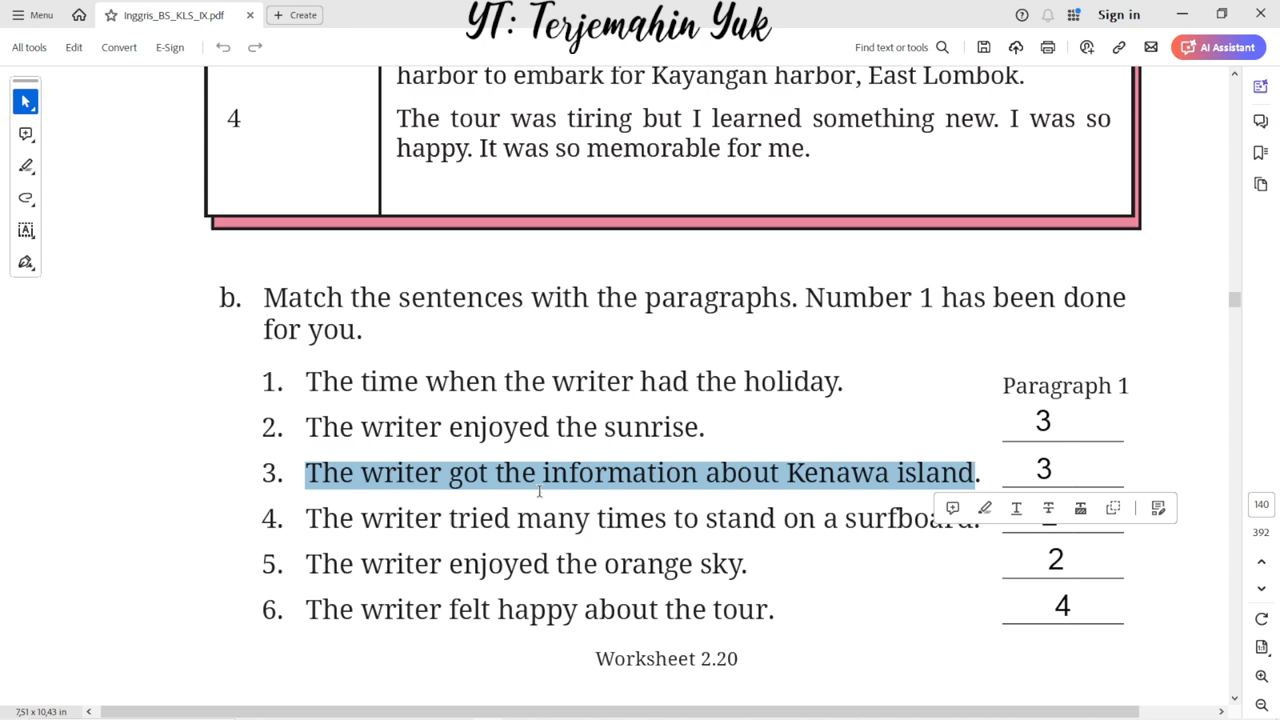 Menu
Inggris_BS_KLS_IX.pdf
Create
YT: Terjemahin Yuk
Sign in
All tools
Edit
Convert
E-Sign
Find text or tools
AI Assistant
harbor to embark for Kayangan harbor, East Lombok.
4
The tour was tiring but I learned something new. I was so
happy. It was so memorable for me.
b. Match the sentences with the paragraphs. Number 1 has been done
for you.
1. The time when the writer had the holiday. Paragraph 1
2. The writer enjoyed the sunrise. 3
3. The writer got the information about Kenawa island. 3
4. The writer tried many times to stand on a surfboard.
5. The writer enjoyed the orange sky. 2
6. The writer felt happy about the tour. 4
Worksheet 2.20
140
392
7,51 x 10,43 in